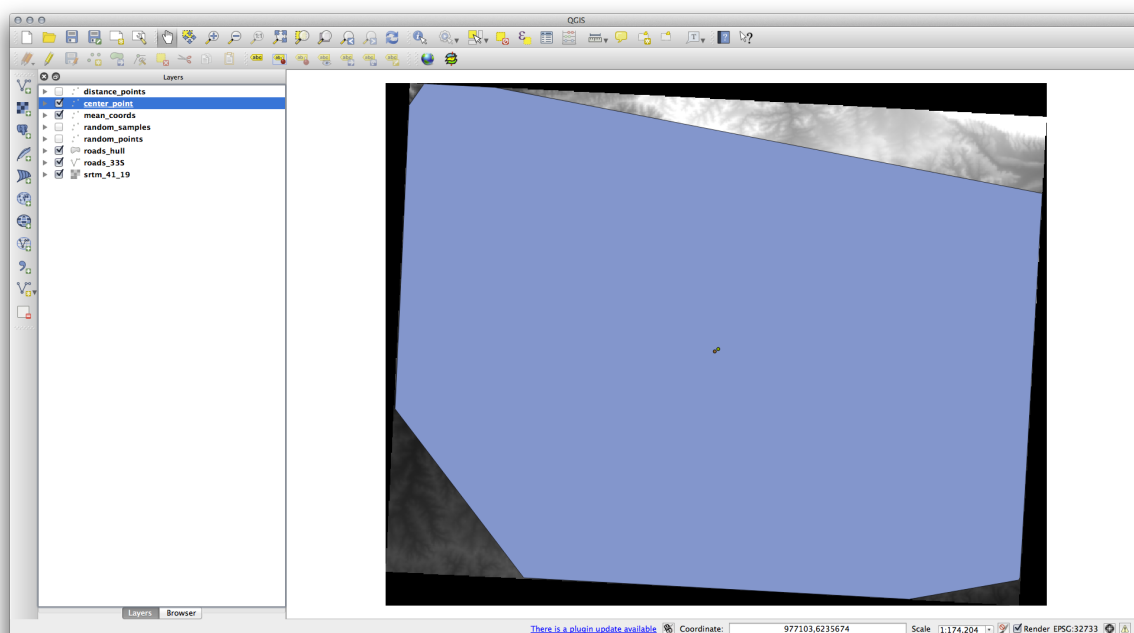 QGIS
Layers
distance_points
center_point
mean_coords
random_samples
random_points
roads_hull
roads_33S
srtm_41_19
Layers Browser
There is a plugin update available Coordinate: 977103,6235674 Scale 1:174,204 Render EPSG:32733